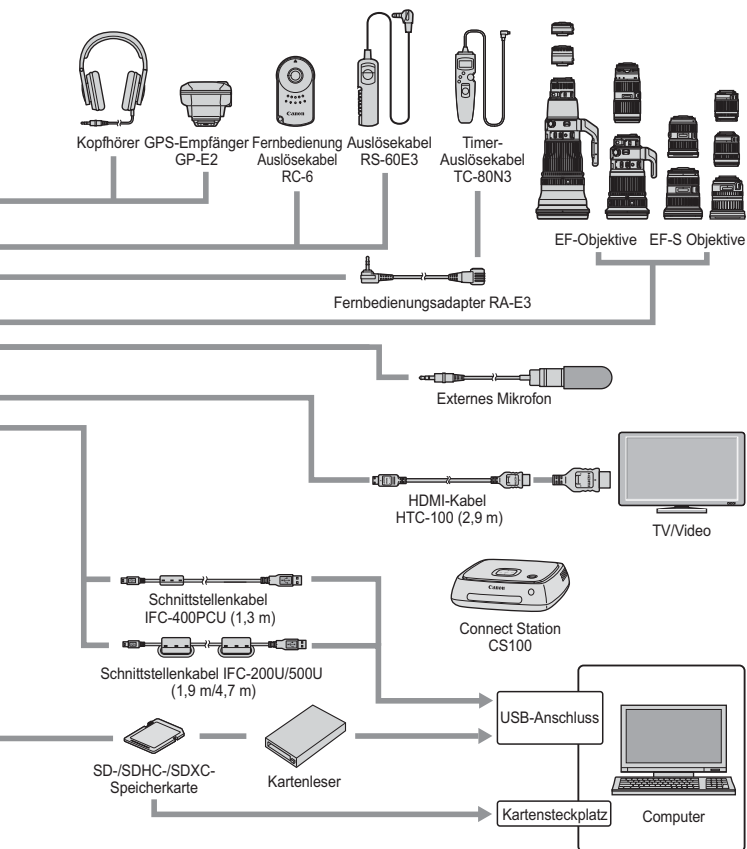 Kopfhörer
GPS-Empfänger
GP-E2
Fernbedienung
Auslösekabel
RC-6
Auslösekabel
RS-60E3
Timer-
Auslösekabel
TC-80N3
Canon
EF-Objektive
EF-S Objektive
Fernbedienungsadapter RA-E3
Externes Mikrofon
HDMI-Kabel
HTC-100 (2,9 m)
TV/Video
Schnittstellenkabel
IFC-400PCU (1,3 m)
Canon
Connect Station
CS100
Schnittstellenkabel IFC-200U/500U
(1,9 m/4,7 m)
USB-Anschluss
SD-/SDHC-/SDXC-
Speicherkarte
Kartenleser
Kartensteckplatz
Computer